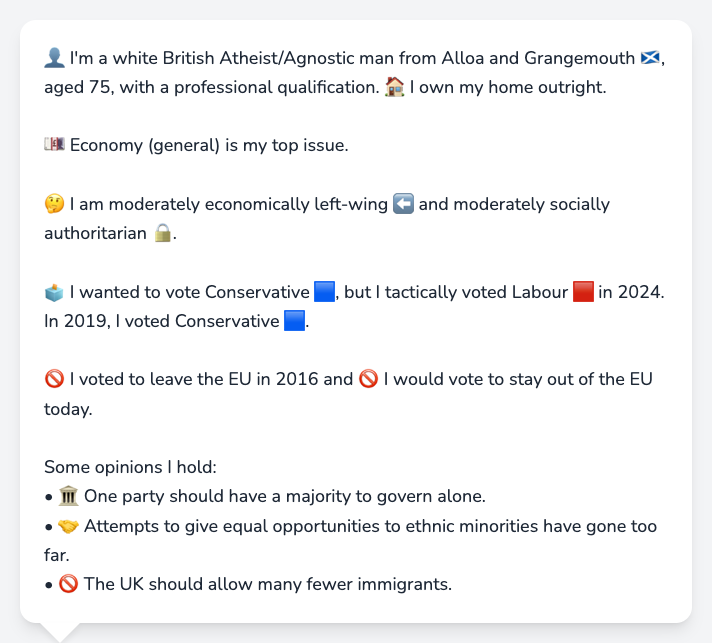 👤 I'm a white British Atheist/Agnostic man from Alloa and Grangemouth 🏴󠁧󠁢󠁳󠁣󠁴󠁿,
aged 75, with a professional qualification. 🏠 I own my home outright.
💷 Economy (general) is my top issue.
🤔 I am moderately economically left-wing ⬅️ and moderately socially
authoritarian 🔒.
🗳️ I wanted to vote Conservative 🟦, but I tactically voted Labour 🟥 in 2024.
In 2019, I voted Conservative 🟦.
🚫 I voted to leave the EU in 2016 and 🚫 I would vote to stay out of the EU
today.
Some opinions I hold:
• 🏛️ One party should have a majority to govern alone.
• 🤝 Attempts to give equal opportunities to ethnic minorities have gone too
far.
• 🚫 The UK should allow many fewer immigrants.